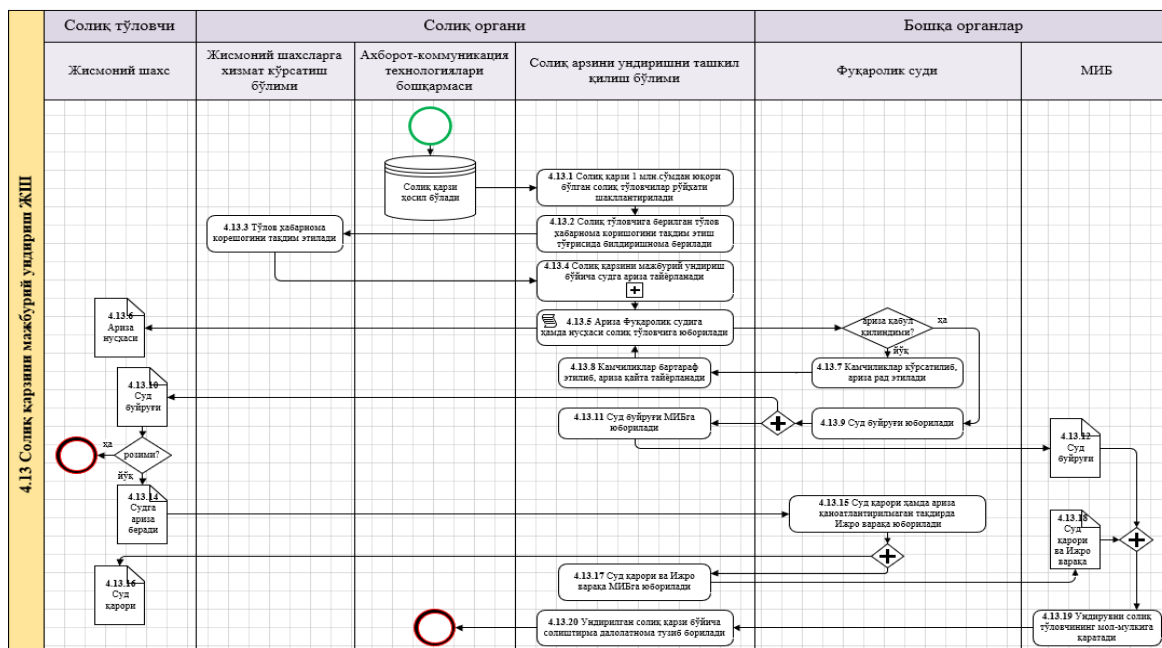 4.13 Солиқ қарзини мажбурий ундириш ЖШ
Солиқ тўловчи
Солиқ органи
Бошқа органлар
Жисмоний шахс
Жисмоний шахсларга
хизмат кўрсатиш
бўлими
Ахборот-коммуникация
технологиялари
бошқармаси
Солиқ арзини ундиришни ташкил
қилиш бўлими
Фуқаролик суди
МИБ
Солиқ қарзи
ҳосил бўлади
4.13.1 Солиқ қарзи 1 млн.сўмдан юқори
бўлган солиқ тўловчилар рўйҳати
шакллантирилади
4.13.3 Тўлов хабарнома
корешогини тақдим этилади
4.13.2 Солиқ тўловчига берилган тўлов
хабарнома коришогини тақдим этиш
тўғрисида билдиришнома берилади
4.13.4 Солиқ қарзини мажбурий ундириш
бўйича судга ариза тайёрланади
4.13.6
Ариза
нусҳаси
4.13.5 Ариза Фуқаролик судига
ҳамда нусҳаси солиқ тўловчига юборилади
ариза қабул
қилиндими?
ҳа
йўқ
4.13.8 Камчиликлар бартараф
этилиб, ариза қайта тайёрланади
4.13.7 Камчиликлар кўрсатилиб,
ариза рад этилади
4.13.10
Суд
буйруғи
4.13.11 Суд буйруғи МИБга
юборилади
4.13.9 Суд буйруғи юборилади
4.13.12
Суд
буйруғи
ҳа
розими?
йўқ
4.13.14
Судга
ариза
беради
4.13.15 Суд қарори ҳамда ариза
қаноатлантирилмаган тақдирда
Ижро варақа юборилади
4.13.18
Суд
қарори
ва Ижро
варақа
4.13.16
Суд
қарори
4.13.17 Суд қарори ва Ижро
варақа МИБга юборилади
4.13.20 Ундирилган солиқ қарзи бўйича
солиштирма далолатнома тузиб борилади
4.13.19 Ундирувни солиқ
тўловчининг мол-мулкига
қаратади